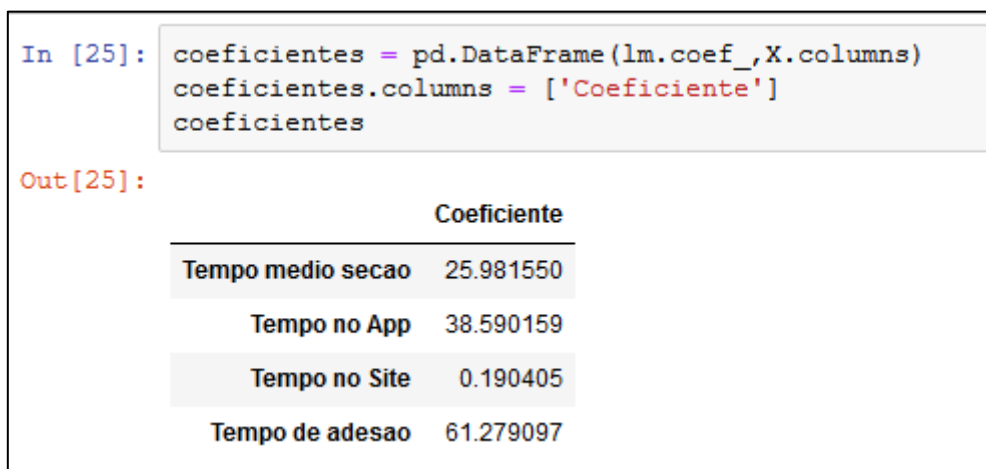 In [25]: coeficientes = pd.DataFrame(lm.coef_,X.columns)
coeficientes.columns = ['Coeficiente']
coeficientes
Out[25]:
Coeficiente
Tempo medio secao 25.981550
Tempo no App 38.590159
Tempo no Site 0.190405
Tempo de adesao 61.279097